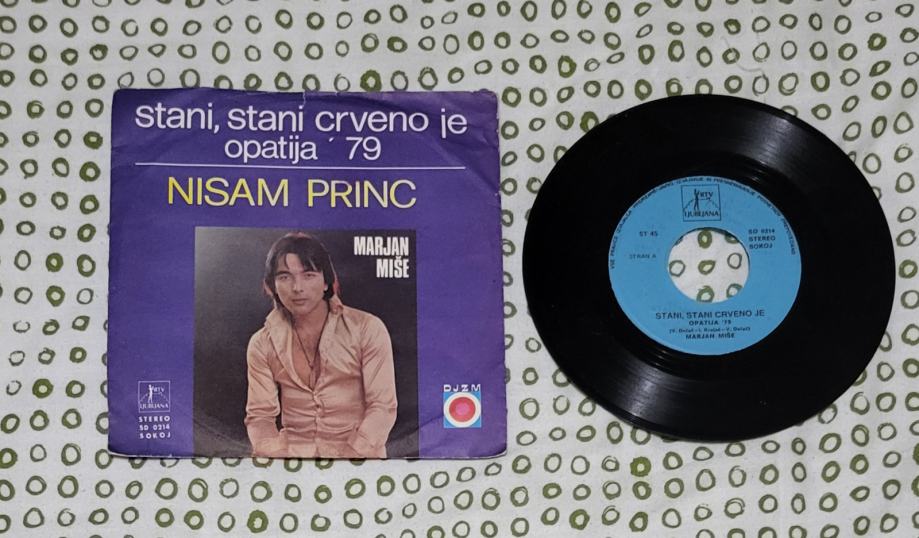 stani, stani crveno je
opatija ´79
NISAM PRINC
MARJAN
MIŠE
RTV
LJUBLJANA
STEREO
SD 0214
SOKOJ
DJZM
RTV
LJUBLJANA
ST 45
SD 0214
STEREO
SOKOJ
STRAN A
STANI, STANI CRVENO JE
OPATIJA '79
MARJAN MIŠE